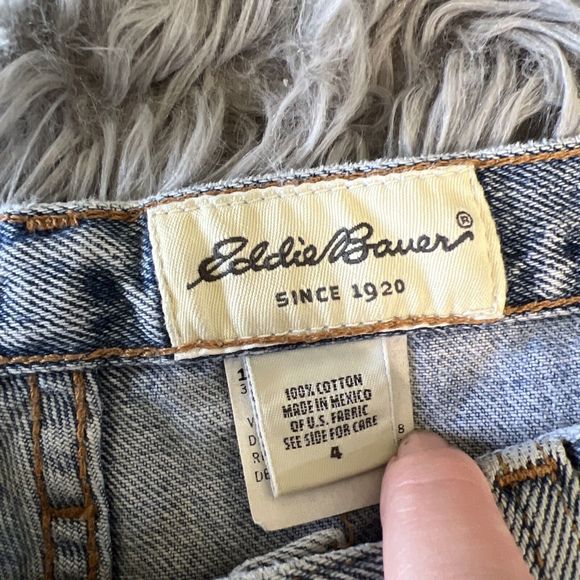 Eddie Bauer®
SINCE 1920
100% COTTON
MADE IN MEXICO
OF U.S. FABRIC
SEE SIDE FOR CARE
4